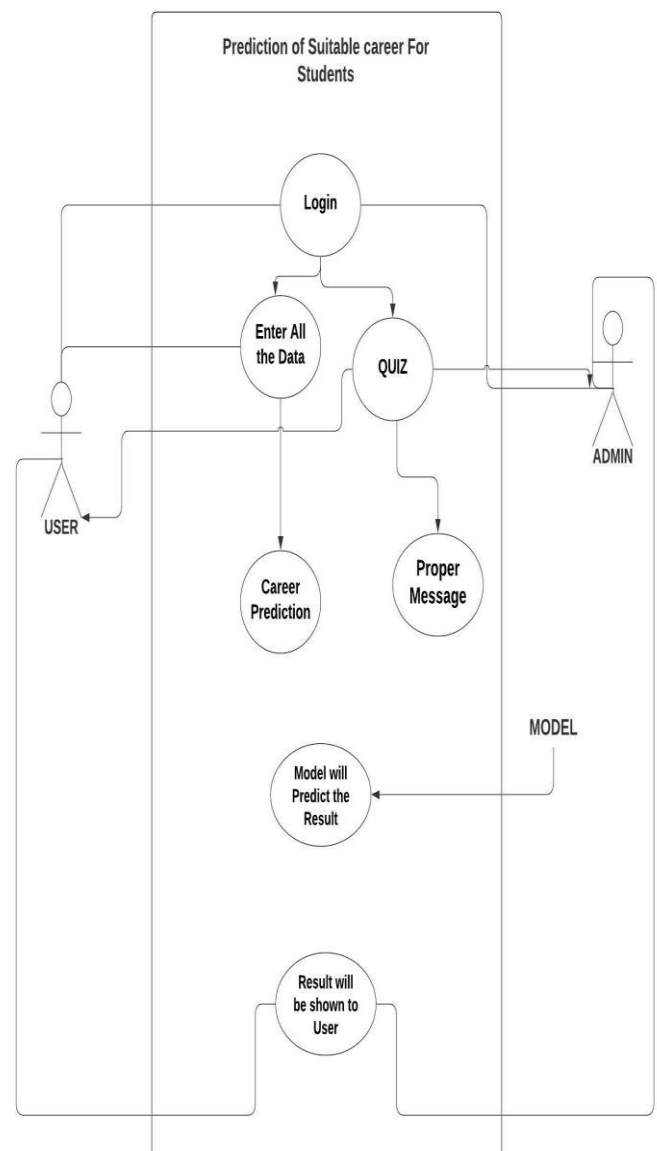 Prediction of Suitable career For
Students
Login
Enter All
the Data
QUIZ
ADMIN
USER
Career
Prediction
Proper
Message
MODEL
Model will
Predict the
Result
Result will
be shown to
User